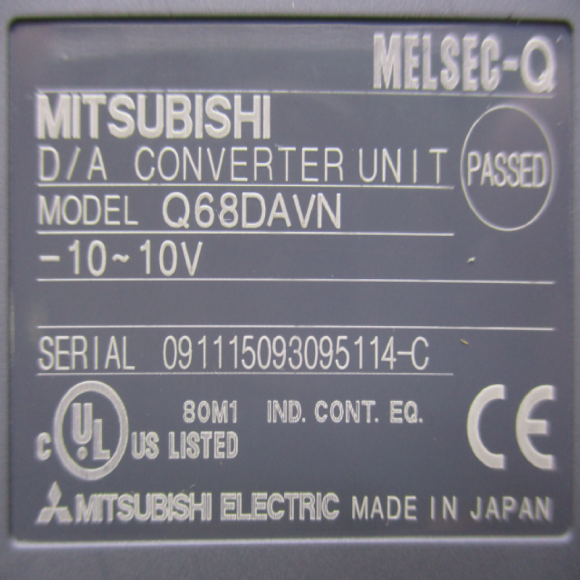 MELSEC-Q
MITSUBISHI
D/A CONVERTER UNIT
PASSED
MODEL Q68DAVN
-10~10V
SERIAL 091115093095114-C
80M1 IND. CONT. EQ.
C UL US LISTED
CE
MITSUBISHI ELECTRIC MADE IN JAPAN